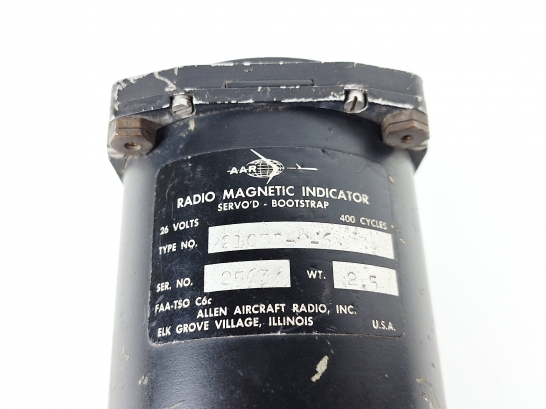 AAR
RADIO MAGNETIC INDICATOR
SERVO'D - BOOTSTRAP
26 VOLTS 400 CYCLES
TYPE NO.
SER. NO. WT. 2.5
FAA-TSO C6c
ALLEN AIRCRAFT RADIO, INC.
ELK GROVE VILLAGE, ILLINOIS U.S.A.